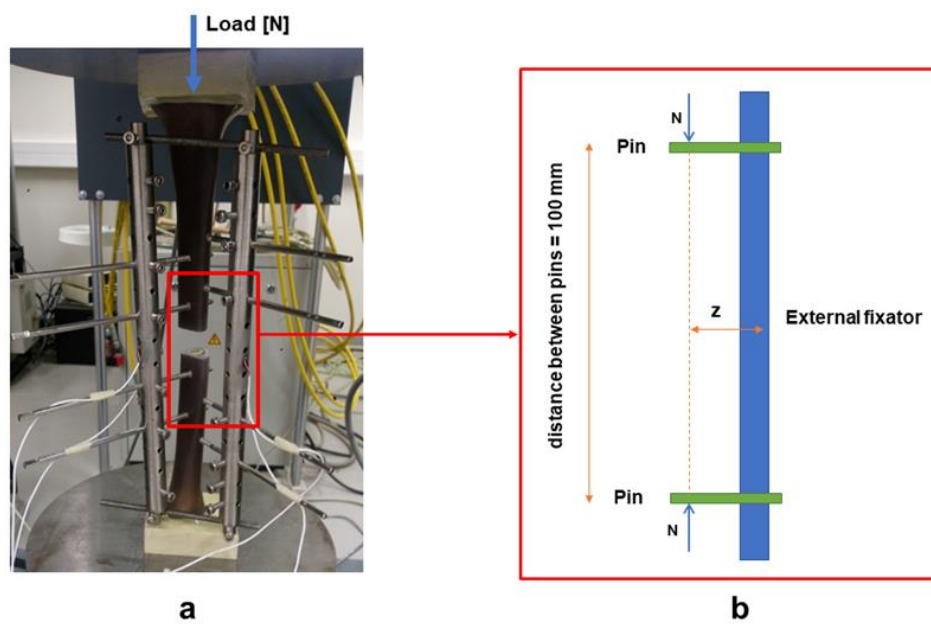 Load [N]
N
Pin
distance between pins = 100 mm
z
External fixator
Pin
N
a
b